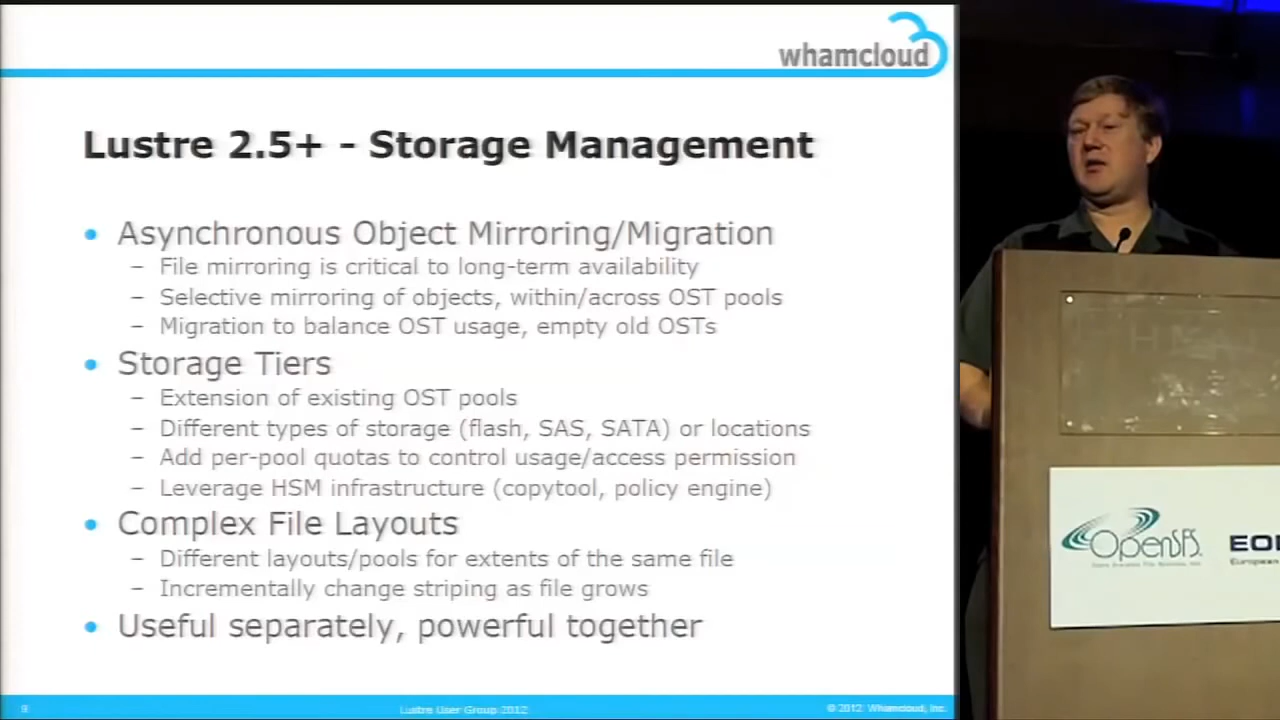 whamcloud
Lustre 2.5+ - Storage Management
• Asynchronous Object Mirroring/Migration
– File mirroring is critical to long-term availability
– Selective mirroring of objects, within/across OST pools
– Migration to balance OST usage, empty old OSTs
• Storage Tiers
– Extension of existing OST pools
– Different types of storage (flash, SAS, SATA) or locations
– Add per-pool quotas to control usage/access permission
– Leverage HSM infrastructure (copytool, policy engine)
• Complex File Layouts
– Different layouts/pools for extents of the same file
– Incrementally change striping as file grows
• Useful separately, powerful together
9
Lustre User Group 2012
© 2012 Whamcloud, Inc.
OpenSFS.
EO
European